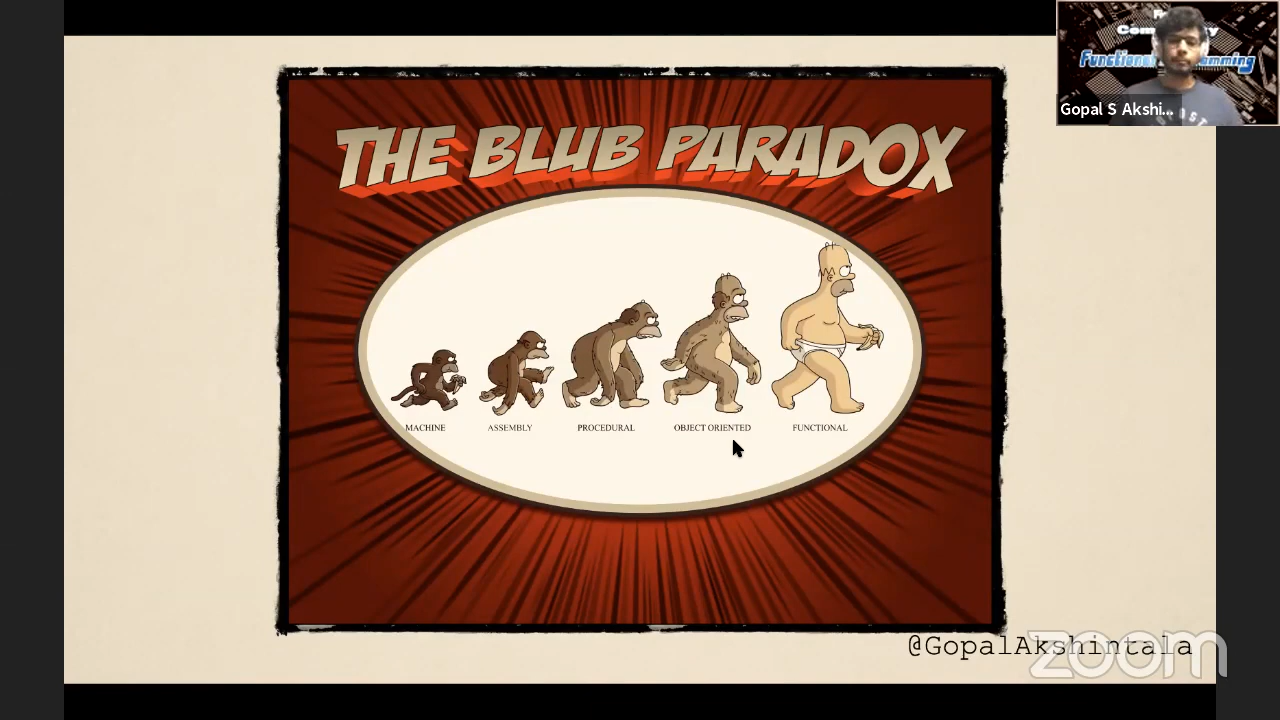 THE BLUB PARADOX
MACHINE
ASSEMBLY
PROCEDURAL
OBJECT ORIENTED
FUNCTIONAL
@GopalAkshintala
zoom
Gopal S Akshi...